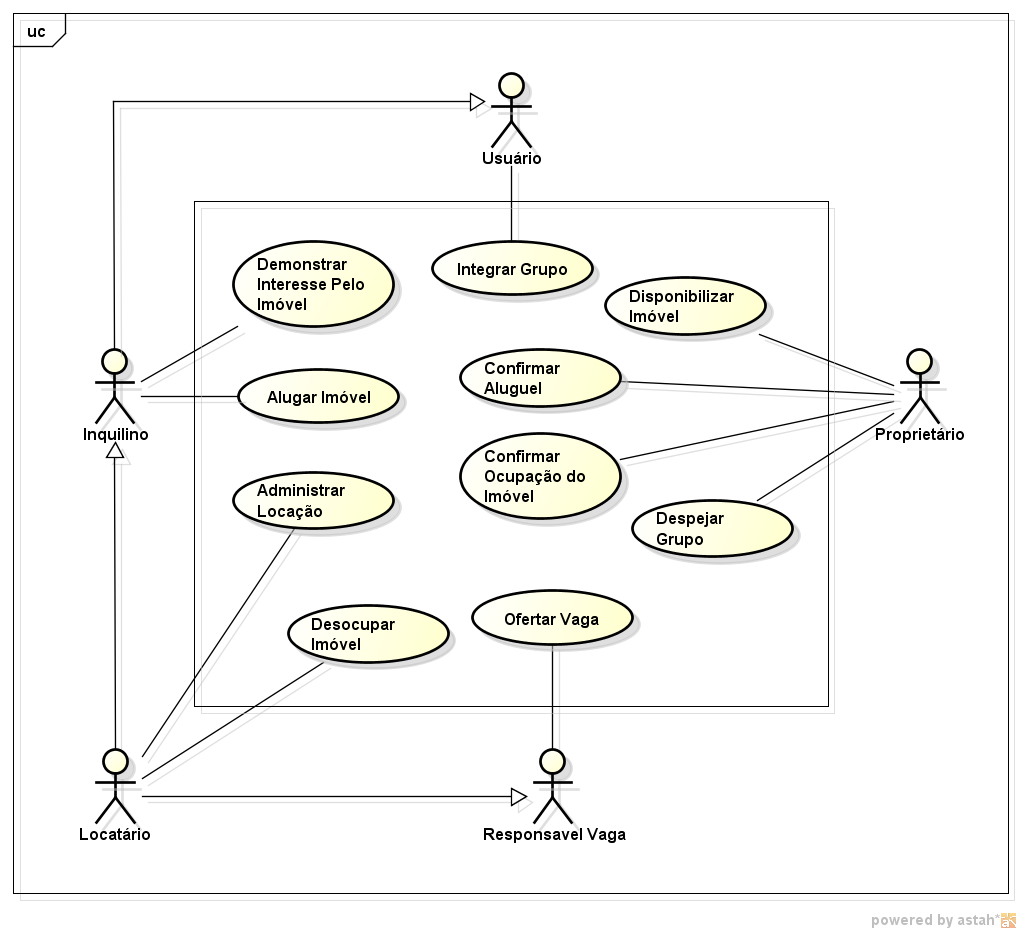 uc
Usuário
Demonstrar
Interesse Pelo
Imóvel
Integrar Grupo
Disponibilizar
Imóvel
Confirmar
Aluguel
Alugar Imóvel
Inquilino
Proprietário
Confirmar
Ocupação do
Imóvel
Administrar
Locação
Despejar
Grupo
Desocupar
Imóvel
Ofertar Vaga
Locatário
Responsavel Vaga
powered by astah*